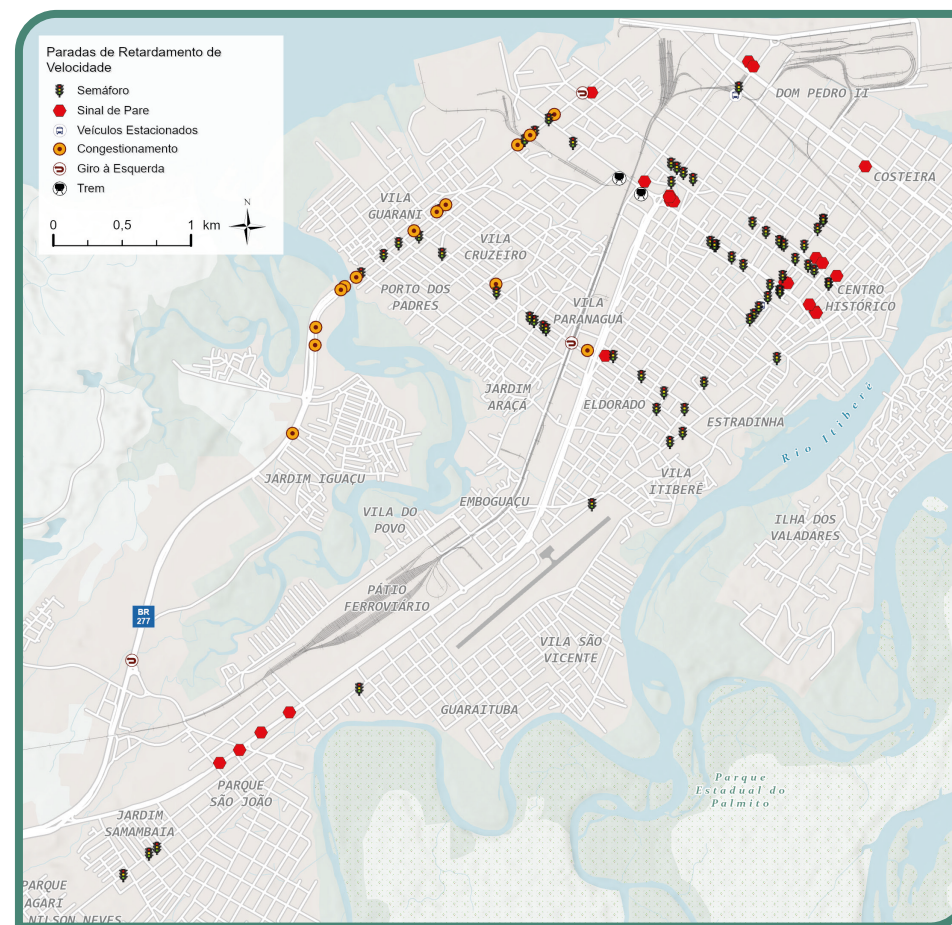 Paradas de Retardamento de
Velocidade
Semáforo
Sinal de Pare
Veículos Estacionados
Congestionamento
Giro à Esquerda
Trem
N
0 0,5 1 km
DOM PEDRO II
COSTEIRA
VILA
GUARANI
VILA
CRUZEIRO
PORTO DOS
PADRES
VILA
PARANAGUÁ
CENTRO
HISTÓRICO
JARDIM
ARAÇÁ
ELDORADO
ESTRADINHA
Rio Itiberê
JARDIM IGUAÇU
VILA
ITIBERÊ
EMBOGUAÇU
VILA DO
POVO
ILHA DOS
VALADARES
PÁTIO
FERROVIÁRIO
BR
277
VILA SÃO
VICENTE
GUARAITUBA
PARQUE
SÃO JOÃO
Parque
Estadual do
Palmito
JARDIM
SAMAMBAIA
PARQUE
AGARI
NILSON NEVES